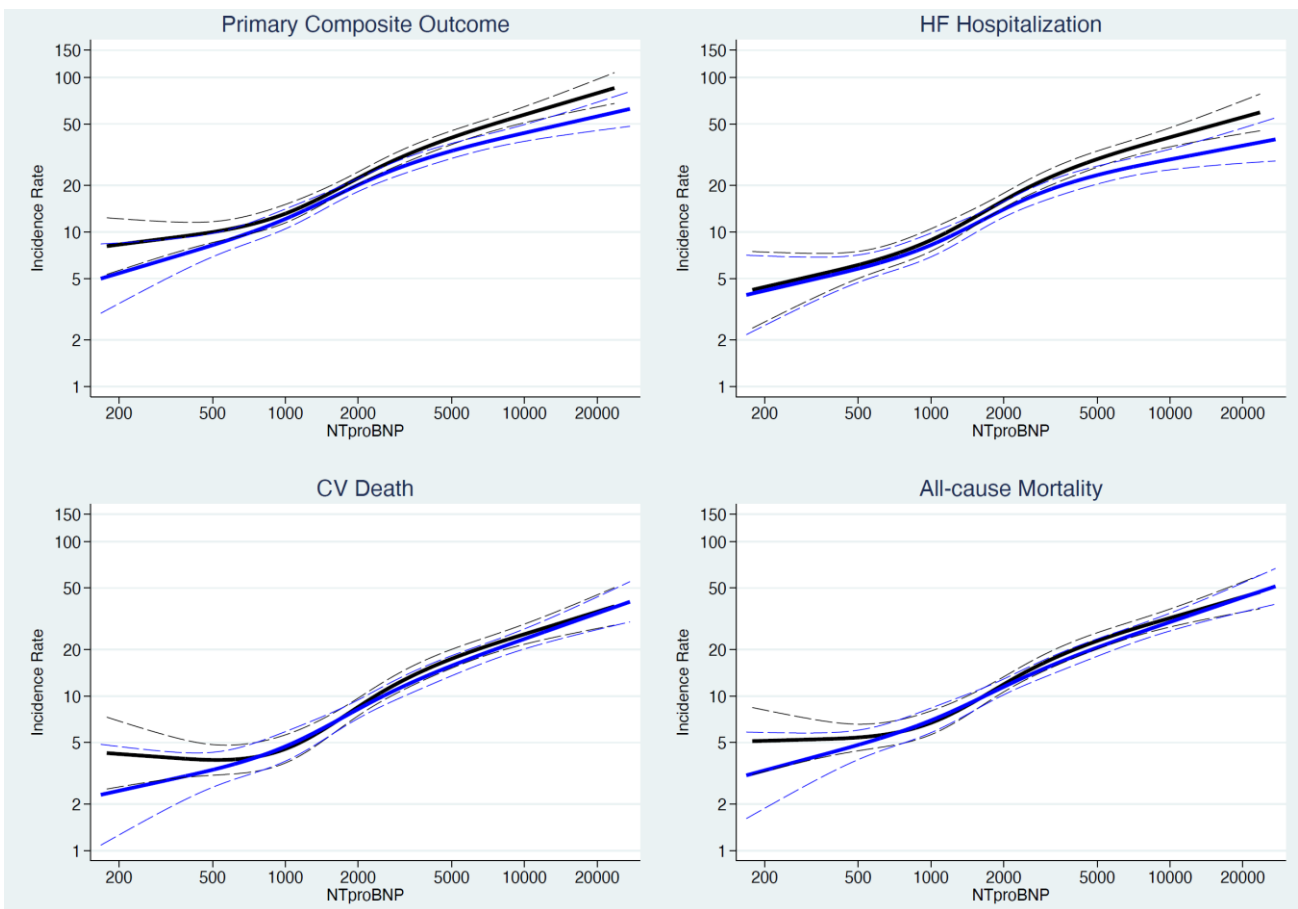 Primary Composite Outcome
150
100
50
20
10
5
2
1
Incidence Rate
200 500 1000 2000 5000 10000 20000
NTproBNP
HF Hospitalization
150
100
50
20
10
5
2
1
Incidence Rate
200 500 1000 2000 5000 10000 20000
NTproBNP
CV Death
150
100
50
20
10
5
2
1
Incidence Rate
200 500 1000 2000 5000 10000 20000
NTproBNP
All-cause Mortality
150
100
50
20
10
5
2
1
Incidence Rate
200 500 1000 2000 5000 10000 20000
NTproBNP